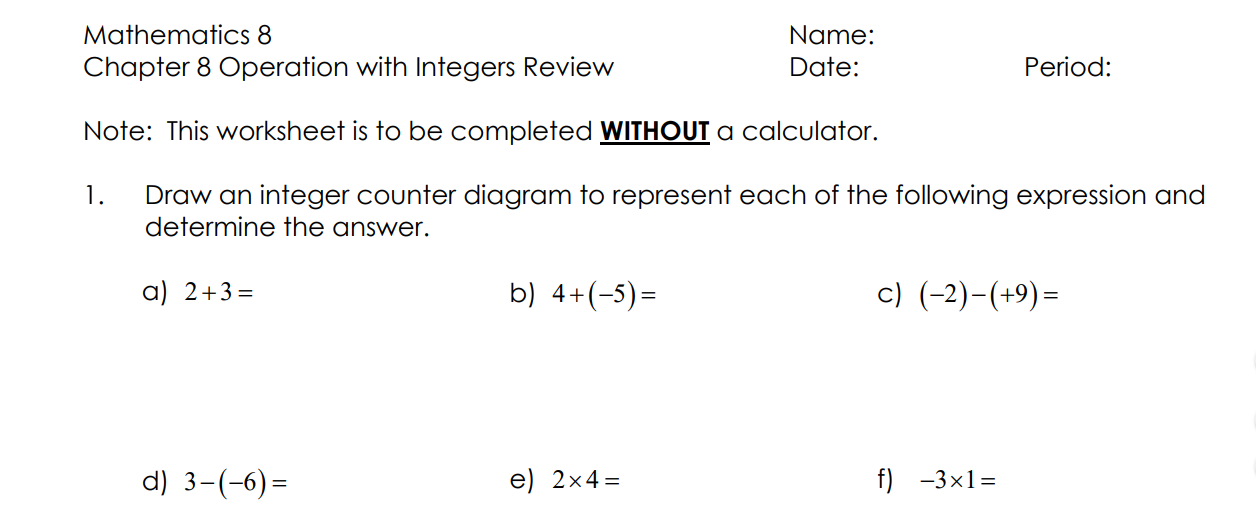 Mathematics 8 Name:
Chapter 8 Operation with Integers Review Date: Period:
Note: This worksheet is to be completed WITHOUT a calculator.
1. Draw an integer counter diagram to represent each of the following expression and
determine the answer.
a) 2+3= b) 4+(−5)= c) (−2)−(+9)=
d) 3−(−6)= e) 2×4= f) −3×1=